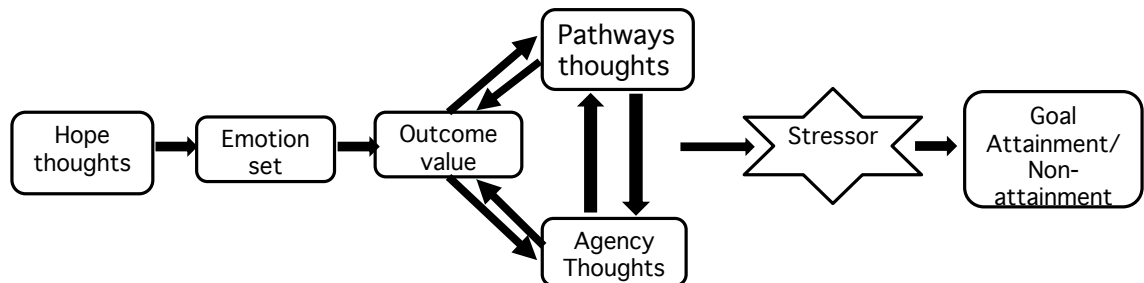 Hope
thoughts
Emotion
set
Outcome
value
Pathways
thoughts
Agency
Thoughts
Stressor
Goal
Attainment/
Non-
attainment